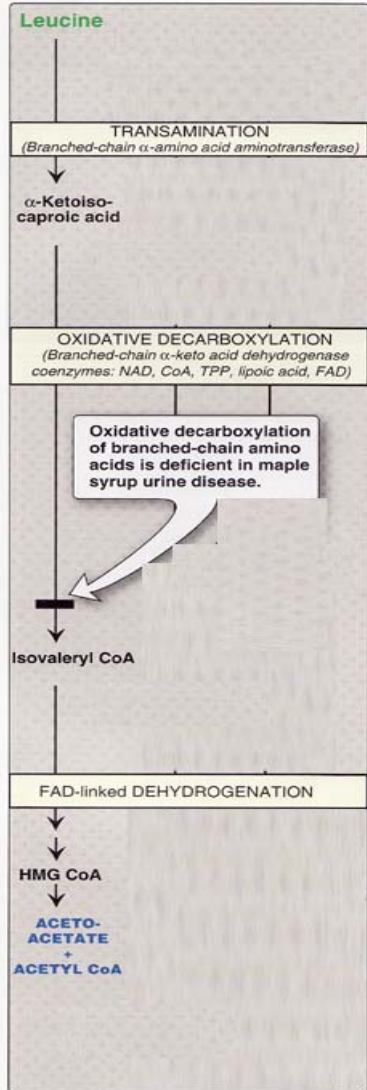 Leucine
TRANSAMINATION
(Branched-chain α-amino acid aminotransferase)
α-Ketoiso-
caproic acid
OXIDATIVE DECARBOXYLATION
(Branched-chain α-keto acid dehydrogenase
coenzymes: NAD, CoA, TPP, lipoic acid, FAD)
Oxidative decarboxylation
of branched-chain amino
acids is deficient in maple
syrup urine disease.
Isovaleryl CoA
FAD-linked DEHYDROGENATION
HMG CoA
ACETO-
ACETATE
+
ACETYL CoA